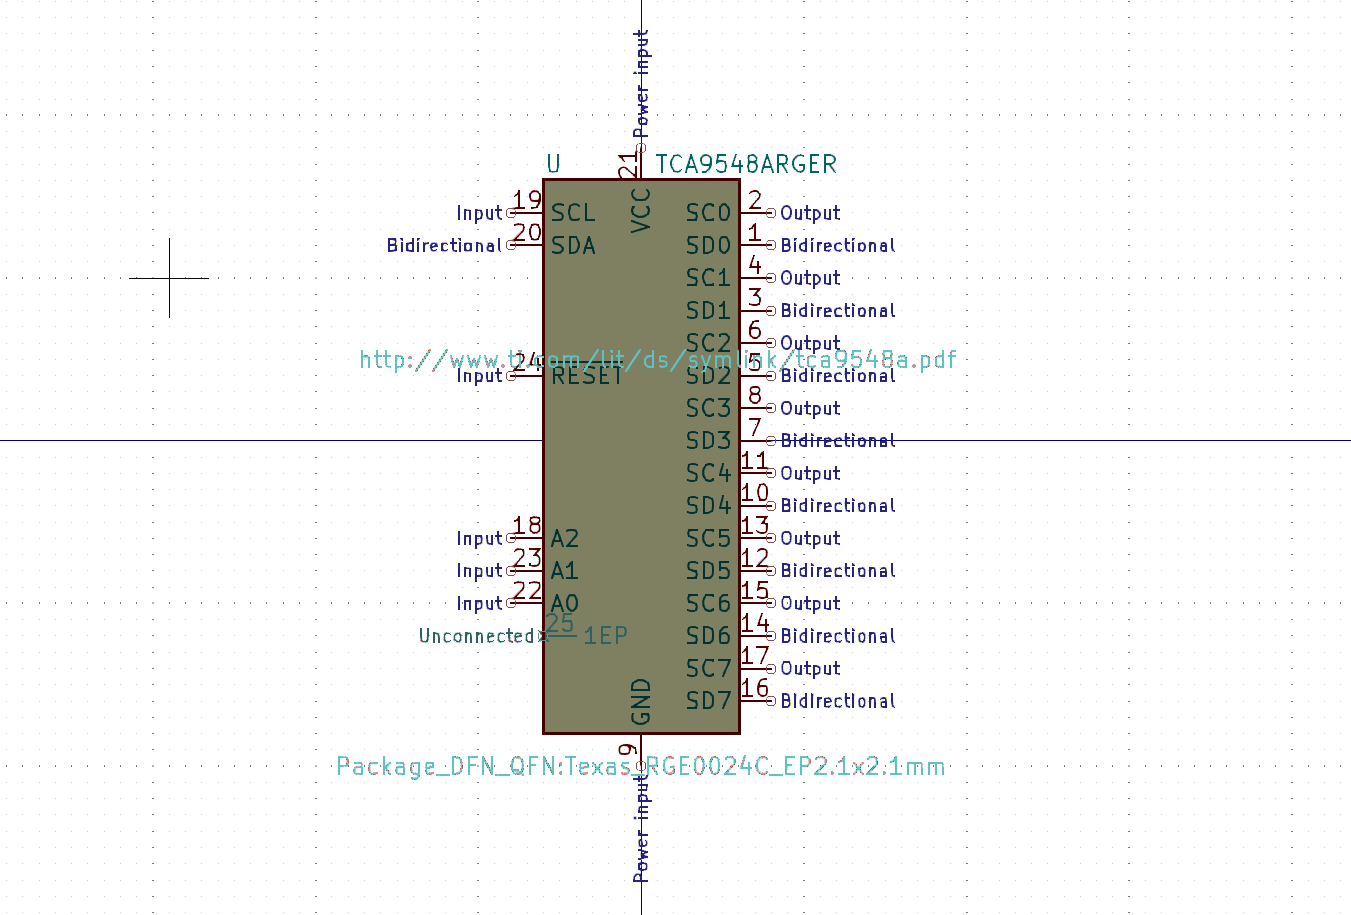 Power input
21
U TCA9548ARGER
VCC
Input 19 SCL SC0 2 Output
Bidirectional 20 SDA SD0 1 Bidirectional
SC1 4 Output
SD1 3 Bidirectional
SC2 6 Output
http://www.ti.com/lit/ds/symlink/tca9548a.pdf
Input 24 RESET SD2 5 Bidirectional
SC3 8 Output
SD3 7 Bidirectional
SC4 11 Output
SD4 10 Bidirectional
Input 18 A2 SC5 13 Output
Input 23 A1 SD5 12 Bidirectional
Input 22 A0 SC6 15 Output
Unconnected 25 1EP SD6 14 Bidirectional
SC7 17 Output
SD7 16 Bidirectional
GND
9
Package_DFN_QFN:Texas_RGE0024C_EP2.1x2.1mm
Power input